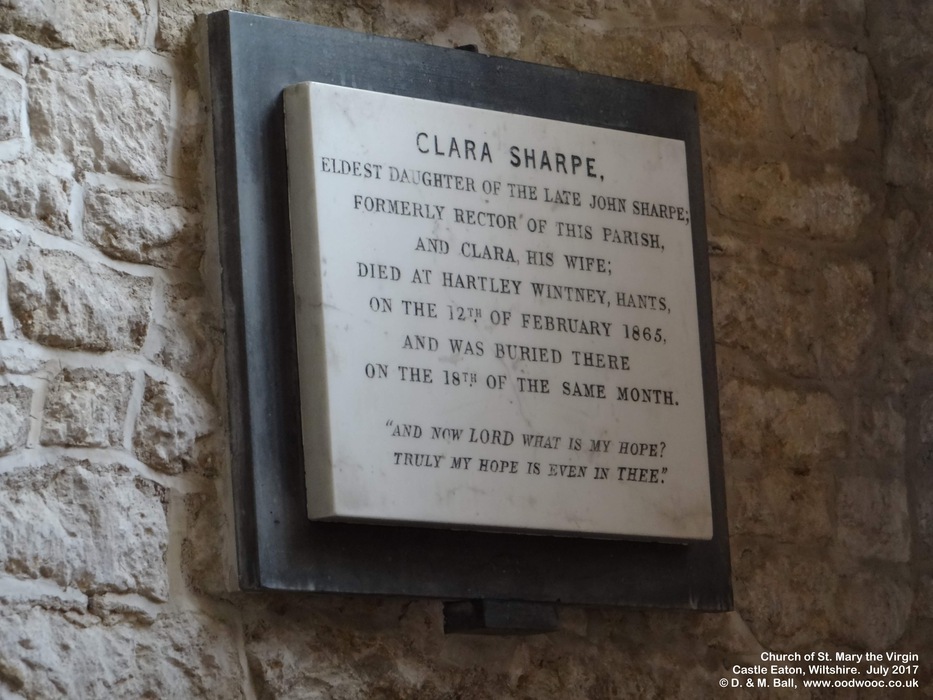 CLARA SHARPE,
ELDEST DAUGHTER OF THE LATE JOHN SHARPE;
FORMERLY RECTOR OF THIS PARISH,
AND CLARA, HIS WIFE;
DIED AT HARTLEY WINTNEY, HANTS,
ON THE 12TH OF FEBRUARY 1865,
AND WAS BURIED THERE
ON THE 18TH OF THE SAME MONTH.
"AND NOW LORD WHAT IS MY HOPE?
TRULY MY HOPE IS EVEN IN THEE."
Church of St. Mary the Virgin
Castle Eaton, Wiltshire. July 2017
© D. & M. Ball, www.oodwooc.co.uk